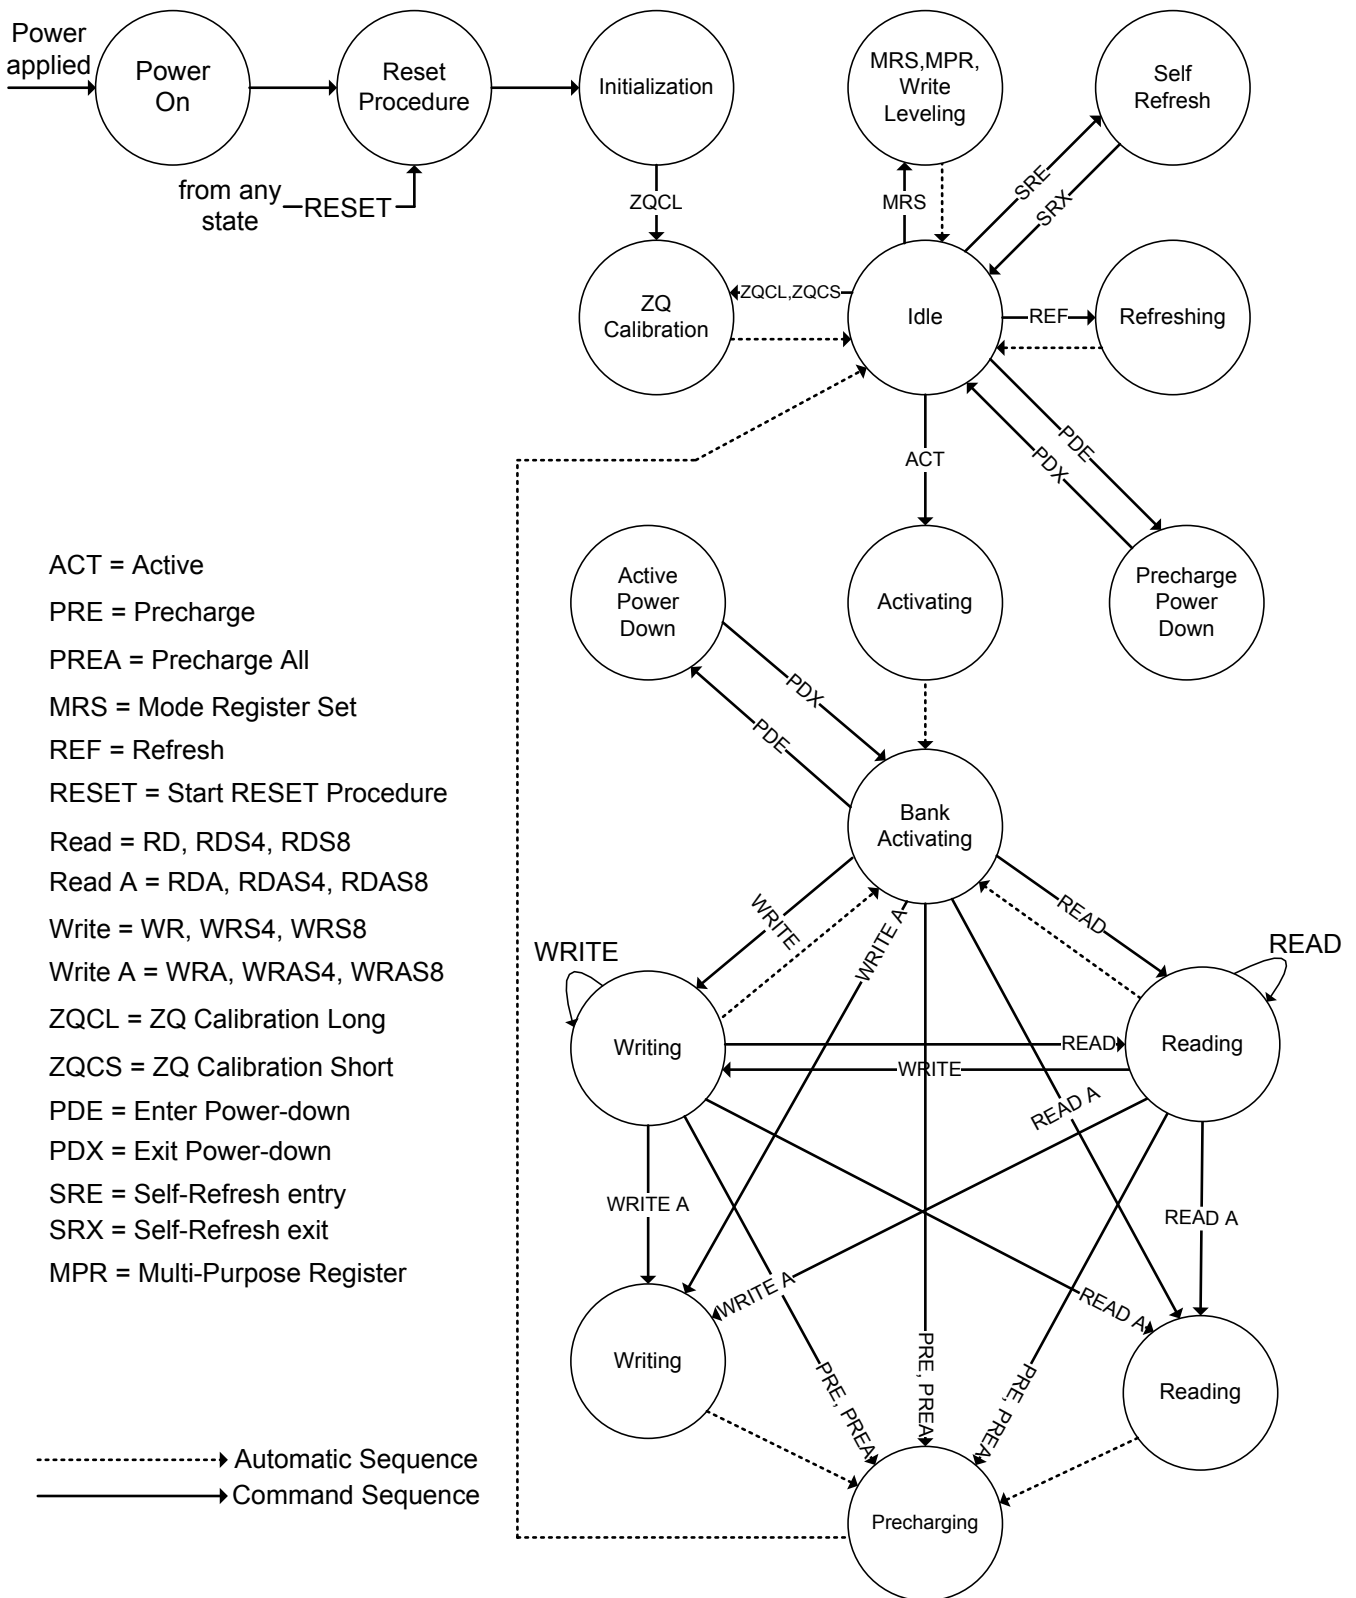 Power
applied
Power
On
Reset
Procedure
Initialization
MRS,MPR,
Write
Leveling
Self
Refresh
from any
state
RESET
ZQCL
MRS
SRE
SRX
ZQ
Calibration
ZQCL,ZQCS
Idle
REF
Refreshing
ACT
PDE
PDX
Active
Power
Down
Activating
Precharge
Power
Down
PDX
PDE
Bank
Activating
ACT = Active
PRE = Precharge
PREA = Precharge All
MRS = Mode Register Set
REF = Refresh
RESET = Start RESET Procedure
Read = RD, RDS4, RDS8
Read A = RDA, RDAS4, RDAS8
Write = WR, WRS4, WRS8
Write A = WRA, WRAS4, WRAS8
ZQCL = ZQ Calibration Long
ZQCS = ZQ Calibration Short
PDE = Enter Power-down
PDX = Exit Power-down
SRE = Self-Refresh entry
SRX = Self-Refresh exit
MPR = Multi-Purpose Register
WRITE
WRITE A
READ
WRITE
READ
Writing
READ
WRITE
Reading
READ A
WRITE A
READ A
WRITE A
READ A
Writing
PRE, PREA
PRE, PREA
PRE, PREA
Reading
Precharging
Automatic Sequence
Command Sequence